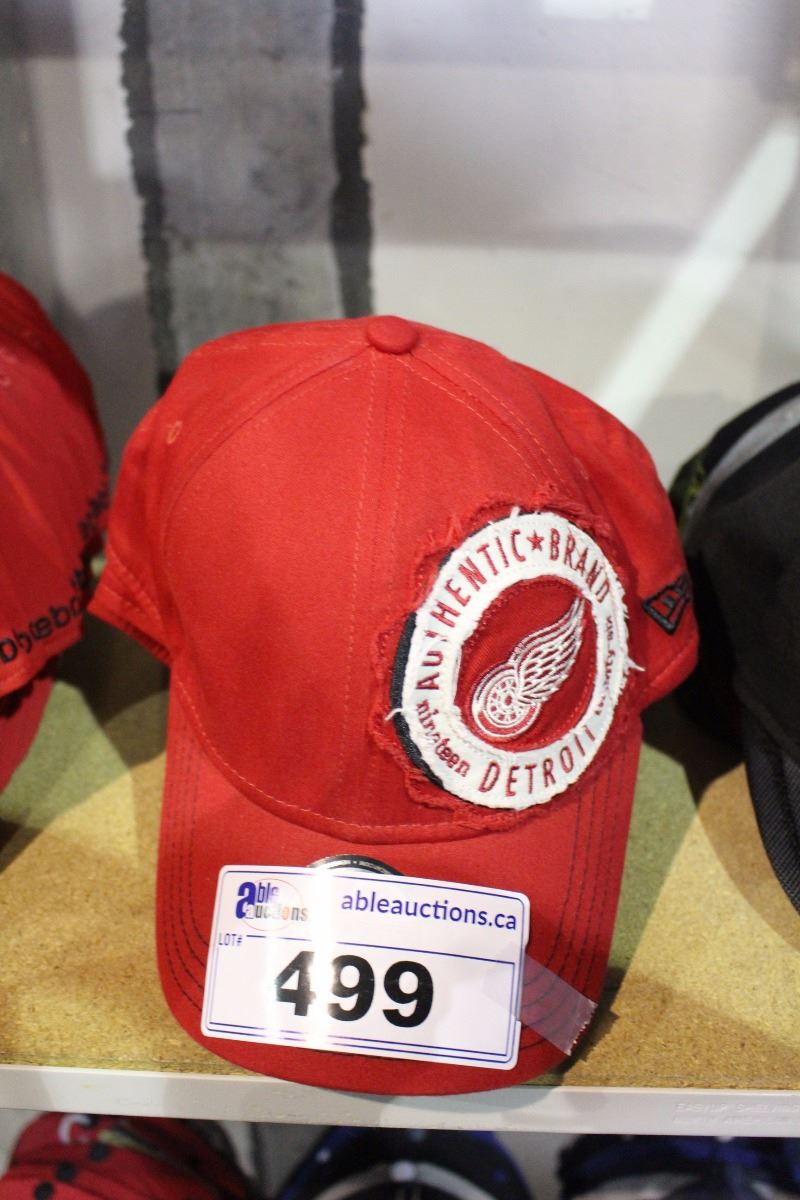 AUTHENTIC★BRAND
nineteen
DETROIT
able
auctions
ableauctions.ca
LOT#
499